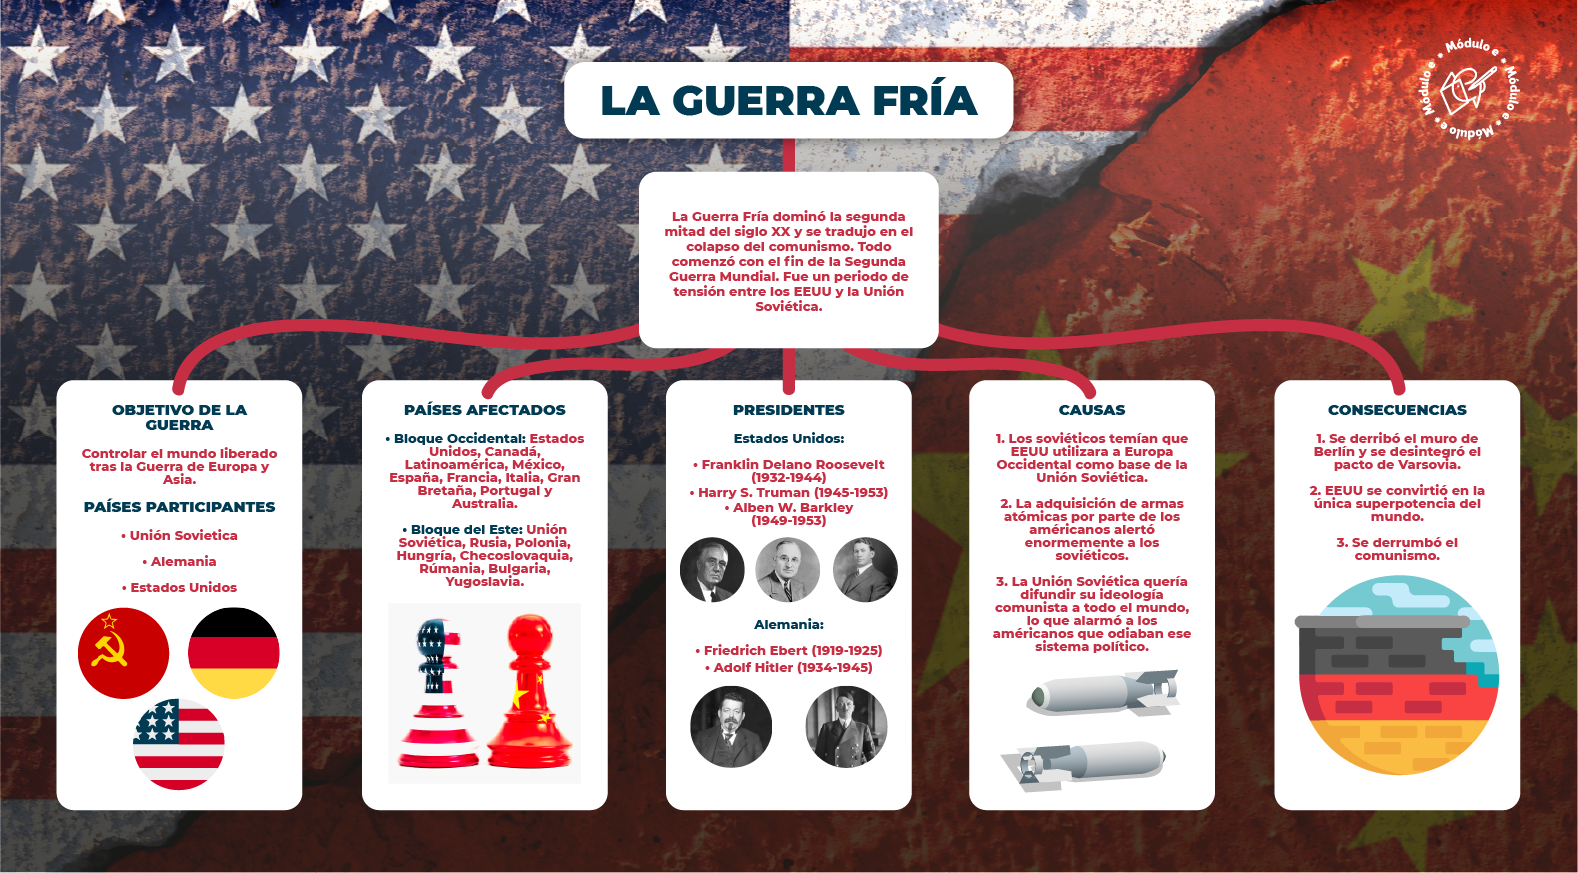 LA GUERRA FRÍA
Módulo e * Módulo e * Módulo e * Módulo e *
La Guerra Fría dominó la segunda
mitad del siglo XX y se tradujo en el
colapso del comunismo. Todo
comenzó con el fin de la Segunda
Guerra Mundial. Fue un periodo de
tensión entre los EEUU y la Unión
Soviética.
OBJETIVO DE LA
GUERRA
Controlar el mundo liberado
tras la Guerra de Europa y
Asia.
PAÍSES PARTICIPANTES
• Unión Sovietica
• Alemania
• Estados Unidos
PAÍSES AFECTADOS
• Bloque Occidental: Estados
Unidos, Canadá,
Latinoamérica, México,
España, Francia, Italia, Gran
Bretaña, Portugal y
Australia.
• Bloque del Este: Unión
Soviética, Rusia, Polonia,
Hungría, Checoslovaquia,
Rúmania, Bulgaria,
Yugoslavia.
PRESIDENTES
Estados Unidos:
• Franklin Delano Roosevelt
(1932-1944)
• Harry S. Truman (1945-1953)
• Alben W. Barkley
(1949-1953)
Alemania:
• Friedrich Ebert (1919-1925)
• Adolf Hitler (1934-1945)
CAUSAS
1. Los soviéticos temían que
EEUU utilizara a Europa
Occidental como base de la
Unión Soviética.
2. La adquisición de armas
atómicas por parte de los
américanos alertó
enormemente a los
soviéticos.
3. La Unión Soviética quería
difundir su ideología
comunista a todo el mundo,
lo que alarmó a los
américanos que odiaban ese
sistema político.
CONSECUENCIAS
1. Se derribó el muro de
Berlín y se desintegró el
pacto de Varsovia.
2. EEUU se convirtió en la
única superpotencia del
mundo.
3. Se derrumbó el
comunismo.